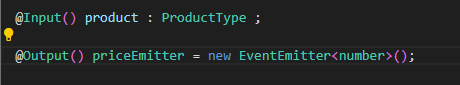 @Input() product : ProductType ;
@Output() priceEmitter = new EventEmitter<number>();